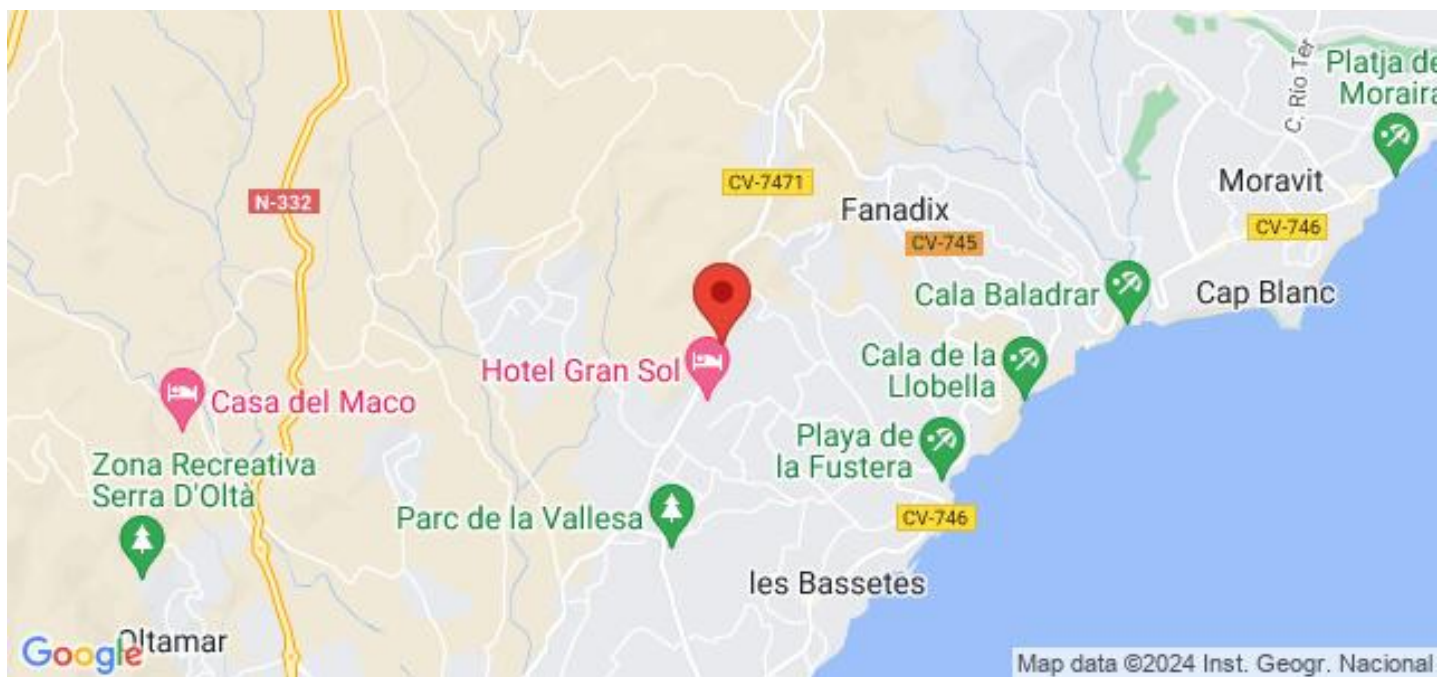 Platja de
Moraira
C. Río Ter
CV-7471
Moravit
N-332
Fanadix
CV-746
CV-745
Cala Baladrar
Cap Blanc
Hotel Gran Sol
Cala de la
Llobella
Casa del Maco
Playa de
la Fustera
Zona Recreativa
Serra D'Oltà
Parc de la Vallesa
CV-746
les Bassetes
Oltamar
Google
Map data ©2024 Inst. Geogr. Nacional